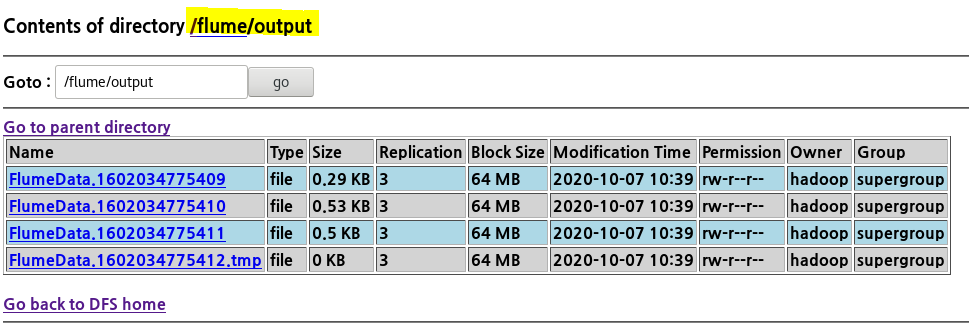 Contents of directory /flume/output
Goto : /flume/output go
Go to parent directory
Name Type Size Replication Block Size Modification Time Permission Owner Group
FlumeData.1602034775409 file 0.29 KB 3 64 MB 2020-10-07 10:39 rw-r--r-- hadoop supergroup
FlumeData.1602034775410 file 0.53 KB 3 64 MB 2020-10-07 10:39 rw-r--r-- hadoop supergroup
FlumeData.1602034775411 file 0.5 KB 3 64 MB 2020-10-07 10:39 rw-r--r-- hadoop supergroup
FlumeData.1602034775412.tmp file 0 KB 3 64 MB 2020-10-07 10:39 rw-r--r-- hadoop supergroup
Go back to DFS home